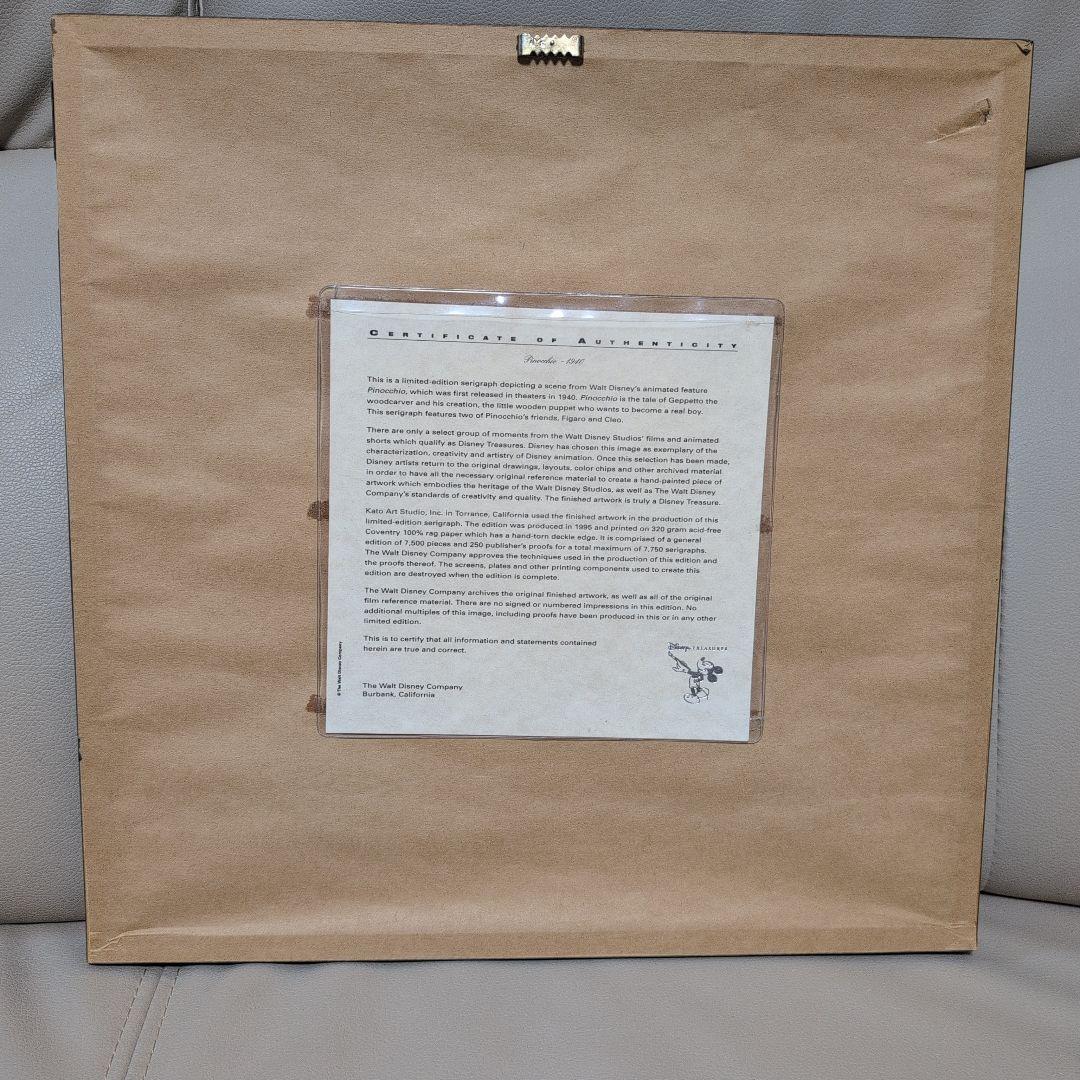 CERTIFICATE OF AUTHENTICITY
Pinocchio - 1940
This is a limited-edition serigraph depicting a scene from Walt Disney's animated feature
Pinocchio, which was first released in theaters in 1940. Pinocchio is the tale of Geppetto the
woodcarver and his creation, the little wooden puppet who wants to become a real boy.
This serigraph features two of Pinocchio's friends, Figaro and Cleo.
There are only a select group of moments from the Walt Disney Studios' films and animated
shorts which qualify as Disney Treasures. Disney has chosen this image as exemplary of the
characterization, creativity and artistry of Disney animation. Once this selection has been made,
Disney artists return to the original drawings, layouts, color chips and other archived material
in order to have all the necessary original reference material to create a hand-painted piece of
artwork which embodies the heritage of the Walt Disney Studios, as well as The Walt Disney
Company's standards of creativity and quality. The finished artwork is truly a Disney Treasure.
Kato Art Studio, Inc. in Torrance, California used the finished artwork in the production of this
limited-edition serigraph. The edition was produced in 1995 and printed on 320 gram acid-free
Coventry 100% rag paper which has a hand-torn deckle edge. It is comprised of a general
edition of 7,500 pieces and 250 publisher's proofs for a total maximum of 7,750 serigraphs.
The Walt Disney Company approves the techniques used in the production of this edition and
the proofs thereof. The screens, plates and other printing components used to create this
edition are destroyed when the edition is complete.
The Walt Disney Company archives the original finished artwork, as well as all of the original
film reference material. There are no signed or numbered impressions in this edition. No
additional multiples of this image, including proofs have been produced in this or in any other
limited edition.
This is to certify that all information and statements contained
herein are true and correct.
Disney TREASURES
© The Walt Disney Company
The Walt Disney Company
Burbank, California